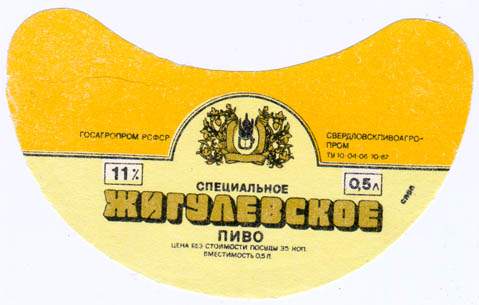 ГОСАГРОПРОМ РСФСР
СВЕРДЛОВСКПИВОАГРО-
ПРОМ
ТУ 10-04-06 10-87
11%
0,5л
СПЕЦИАЛЬНОЕ
ЖИГУЛЕВСКОЕ
ПИВО
ЦЕНА БЕЗ СТОИМОСТИ ПОСУДЫ 35 КОП.
ВМЕСТИМОСТЬ 0,5 Л.